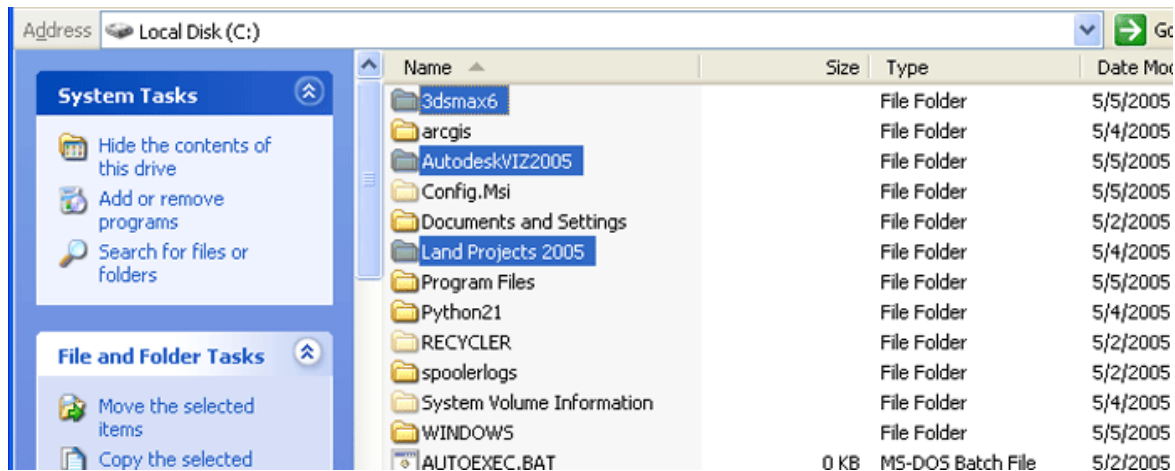 Address Local Disk (C:) Go
Name Size Type Date Mod
System Tasks
Hide the contents of
this drive
Add or remove
programs
Search for files or
folders
File and Folder Tasks
Move the selected
items
Copy the selected
3dsmax6 File Folder 5/5/2005
arcgis File Folder 5/4/2005
AutodeskVIZ2005 File Folder 5/5/2005
Config.Msi File Folder 5/5/2005
Documents and Settings File Folder 5/2/2005
Land Projects 2005 File Folder 5/4/2005
Program Files File Folder 5/5/2005
Python21 File Folder 5/4/2005
RECYCLER File Folder 5/2/2005
spoolerlogs File Folder 5/2/2005
System Volume Information File Folder 5/4/2005
WINDOWS File Folder 5/5/2005
AUTOEXEC.BAT 0 KB MS-DOS Batch File 5/2/2005